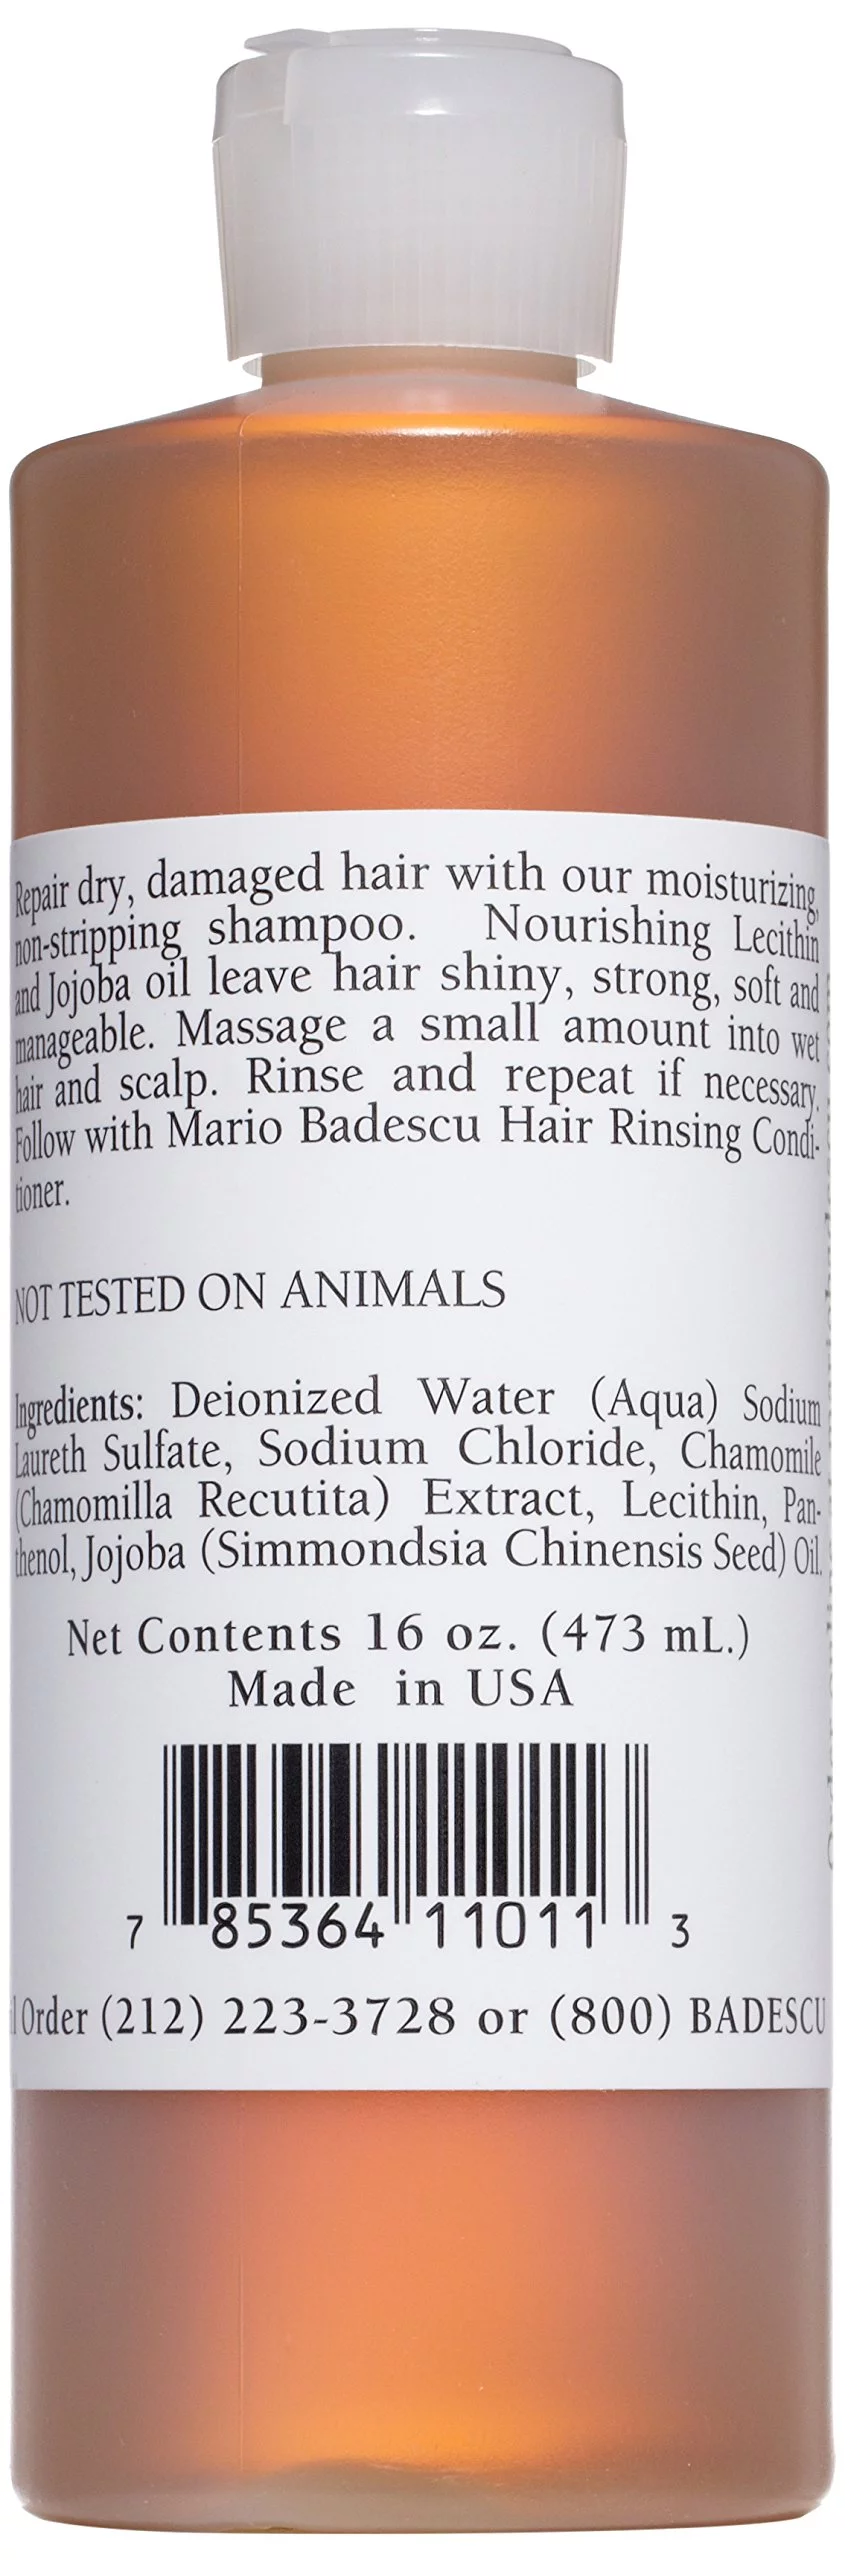 Repair dry, damaged hair with our moisturizing,
non-stripping shampoo. Nourishing Lecithin
and Jojoba oil leave hair shiny, strong, soft and
manageable. Massage a small amount into wet
hair and scalp. Rinse and repeat if necessary.
Follow with Mario Badescu Hair Rinsing Condi-
tioner.
NOT TESTED ON ANIMALS
Ingredients: Deionized Water (Aqua) Sodium
Laureth Sulfate, Sodium Chloride, Chamomile
(Chamomilla Recutita) Extract, Lecithin, Pan-
thenol, Jojoba (Simmondsia Chinensis Seed) Oil.
Net Contents 16 oz. (473 mL.)
Made in USA
7 85364 11011 3
Order (212) 223-3728 or (800) BADESCU